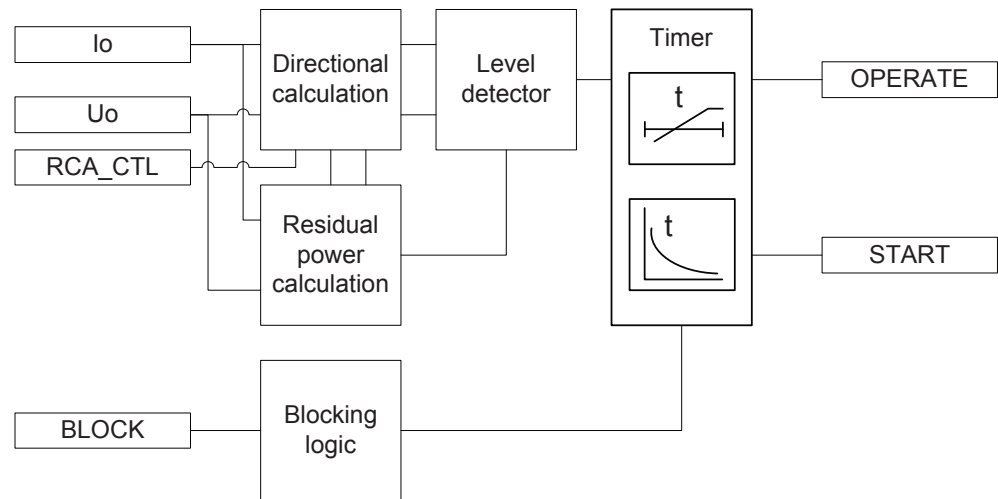 Io
Uo
RCA_CTL
BLOCK
Directional
calculation
Residual
power
calculation
Blocking
logic
Level
detector
Timer
t
t
OPERATE
START